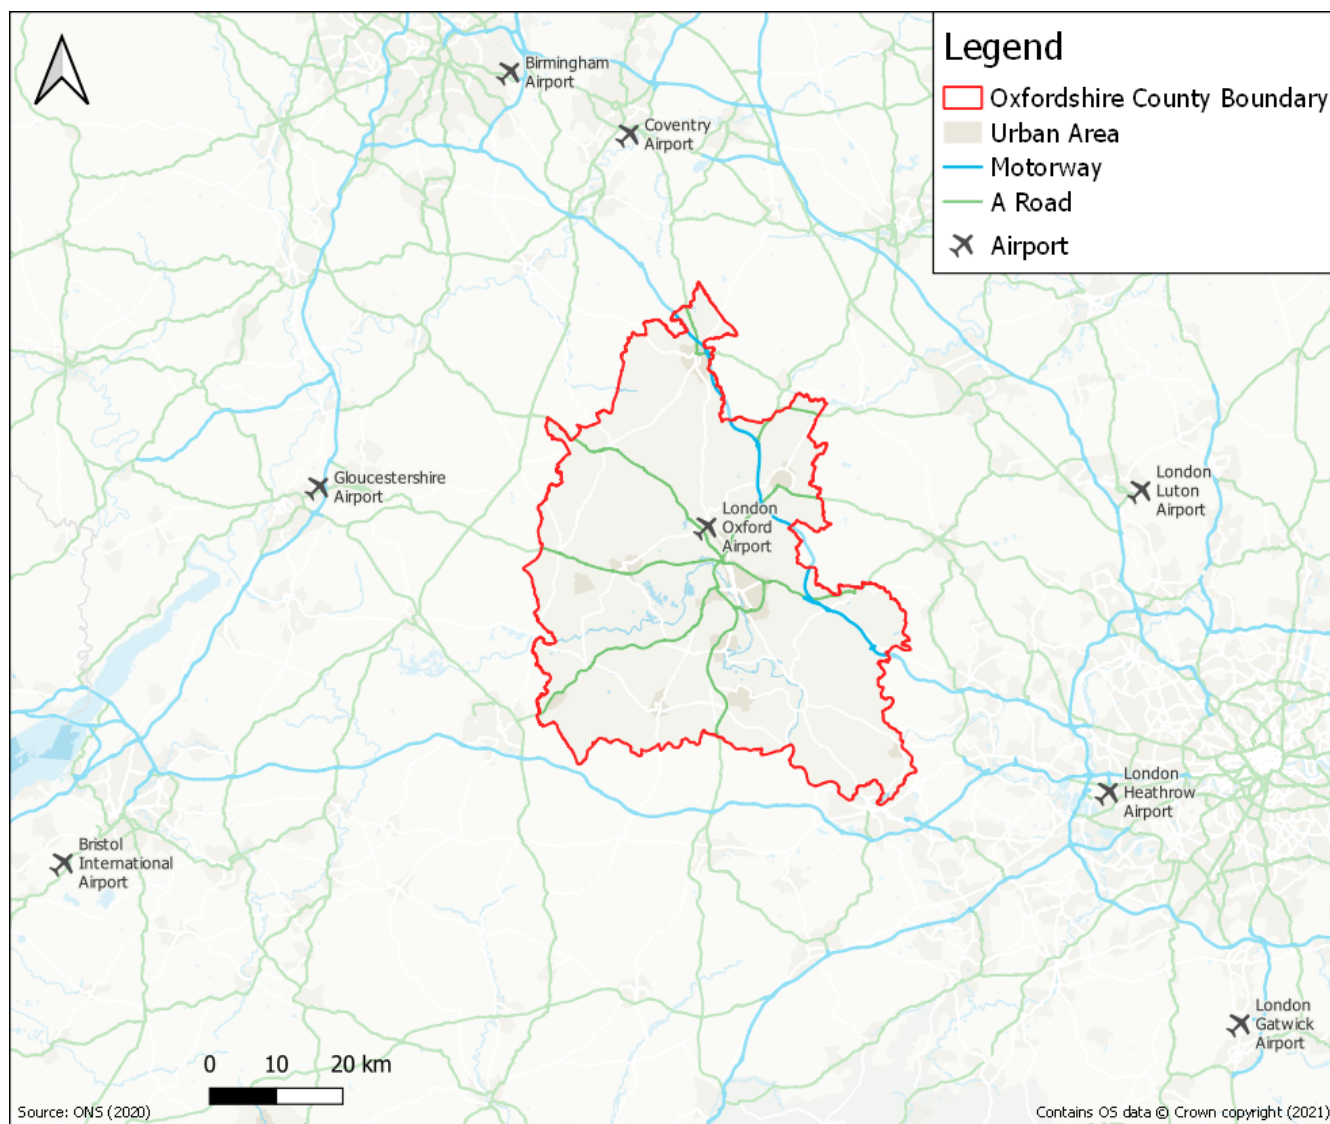 Legend
Oxfordshire County Boundary
Urban Area
Motorway
A Road
Airport
Birmingham
Airport
Coventry
Airport
Gloucestershire
Airport
London
Oxford
Airport
London
Luton
Airport
London
Heathrow
Airport
Bristol
International
Airport
London
Gatwick
Airport
0 10 20 km
Source: ONS (2020)
Contains OS data © Crown copyright (2021)